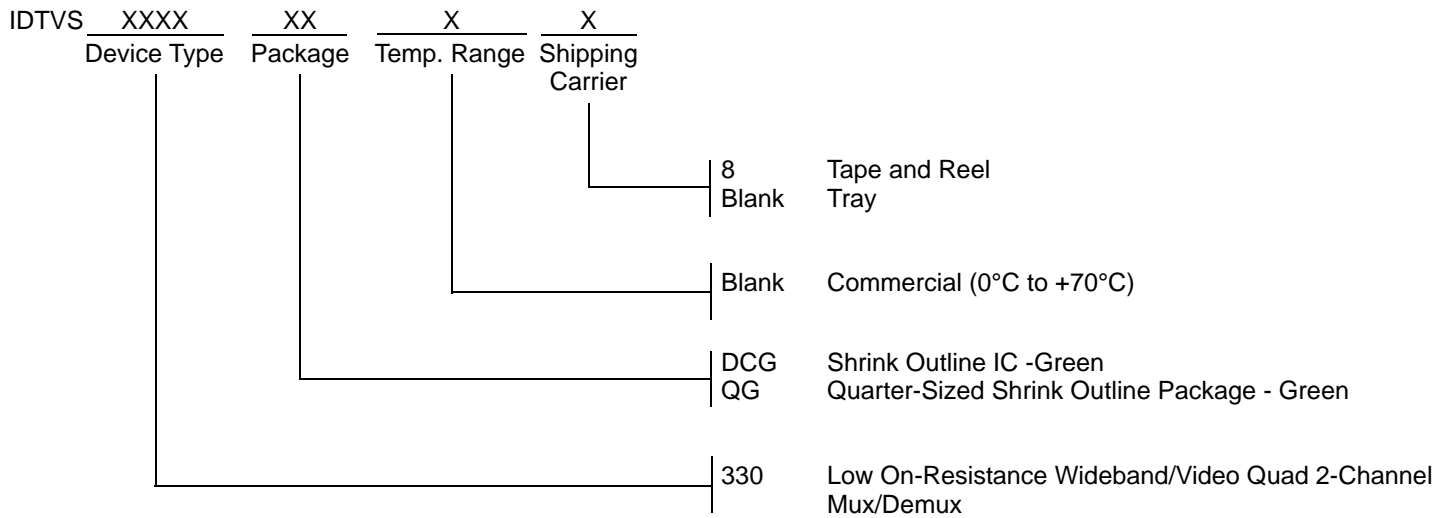 IDTVS XXXX XX X X
Device Type Package Temp. Range Shipping
Carrier
8 Tape and Reel
Blank Tray
Blank Commercial (0°C to +70°C)
DCG Shrink Outline IC -Green
QG Quarter-Sized Shrink Outline Package - Green
330 Low On-Resistance Wideband/Video Quad 2-Channel
Mux/Demux